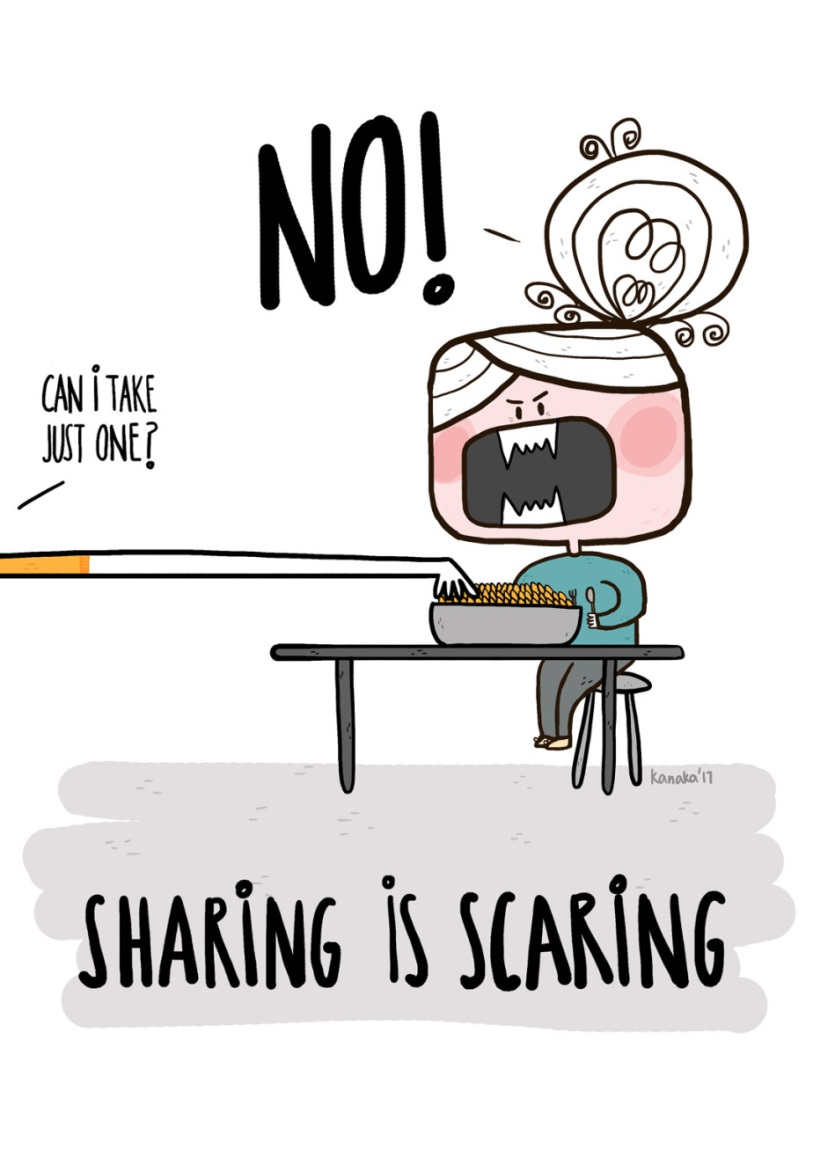 NO!
CAN i TAKE
JUST ONE?
kanaka'17
SHARiNG iS SCARiNG